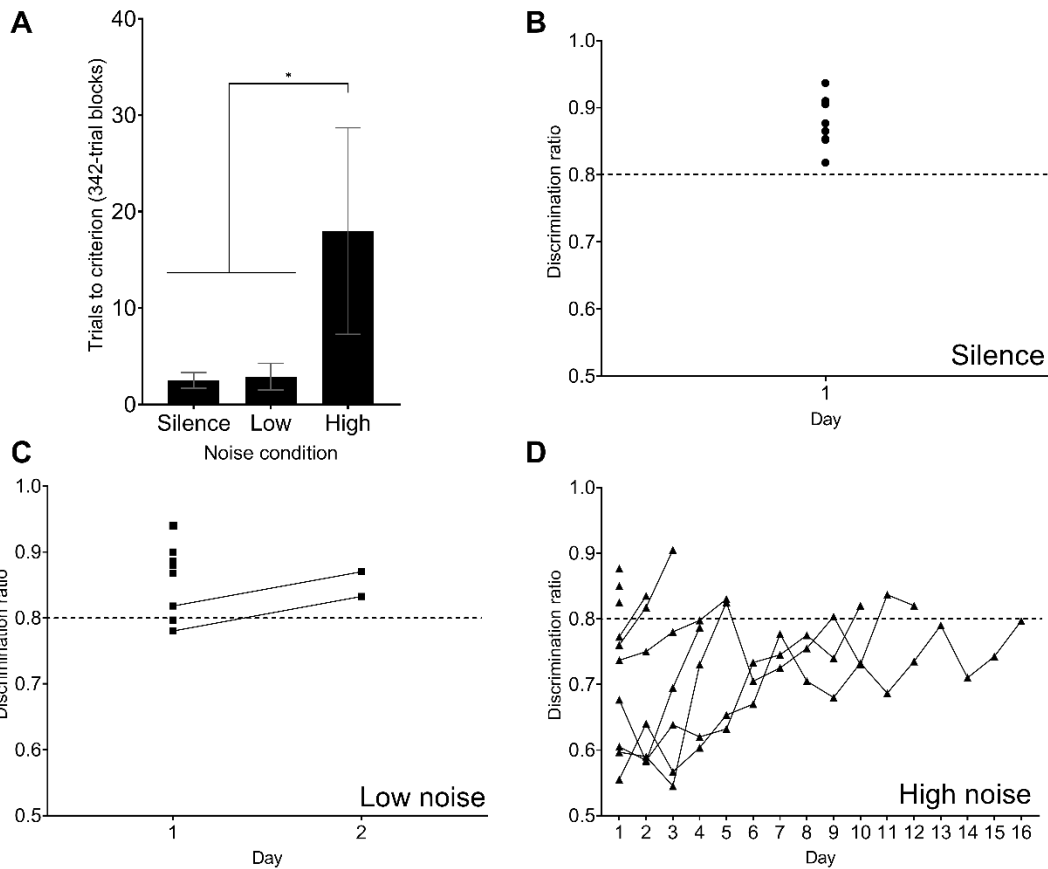 A
Trials to criterion (342-trial blocks)
40
30
20
10
0
*
Silence Low High
Noise condition
B
Discrimination ratio
1.0
0.9
0.8
0.7
0.6
0.5
Silence
1
Day
C
Discrimination ratio
1.0
0.9
0.8
0.7
0.6
0.5
Low noise
1 2
Day
D
Discrimination ratio
1.0
0.9
0.8
0.7
0.6
0.5
High noise
1 2 3 4 5 6 7 8 9 10 11 12 13 14 15 16
Day